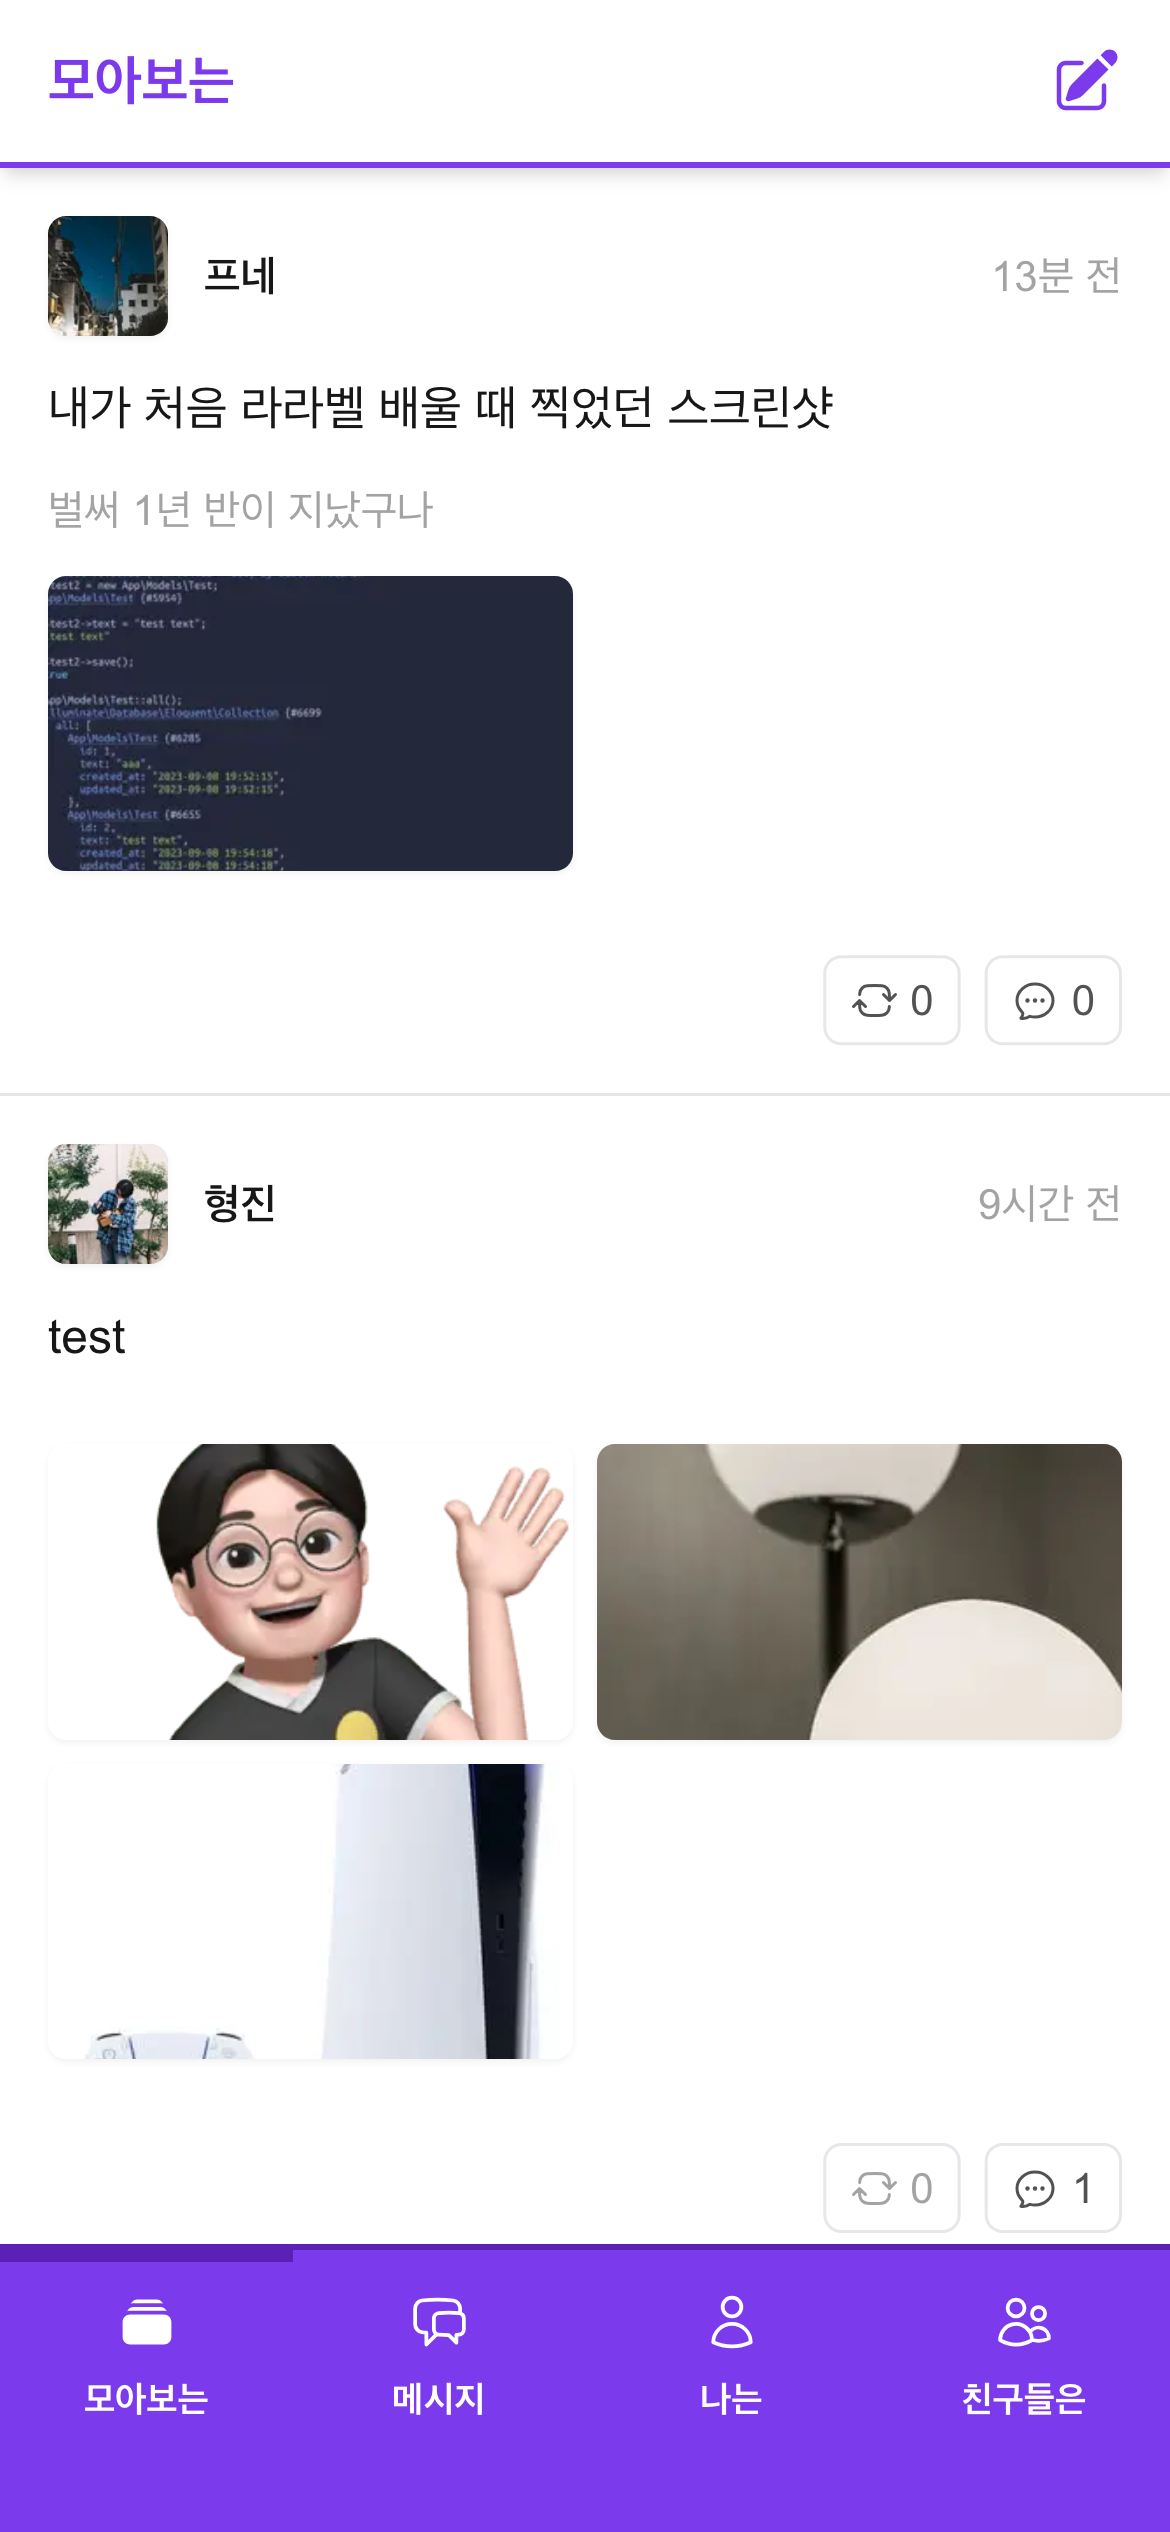 모아보는
프네
13분 전
내가 처음 라라벨 배울 때 찍었던 스크린샷
벌써 1년 반이 지났구나
test2 = new App\Models\Test;
pp\Models\Test {#5954}
test2->text = "test text";
test text"
test2->save();
rue
pp\Models\Test::all();
lluminate\Database\Eloquent\Collection {#6699
all: [
App\Models\Test {#6285
id: 1,
text: "aaa",
created_at: "2023-09-08 19:52:15",
updated_at: "2023-09-08 19:52:15",
},
App\Models\Test {#6655
id: 2,
text: "test text",
created_at: "2023-09-08 19:54:18",
updated_at: "2023-09-08 19:54:18",
0 0
형진
9시간 전
test
0 1
모아보는 메시지 나는 친구들은